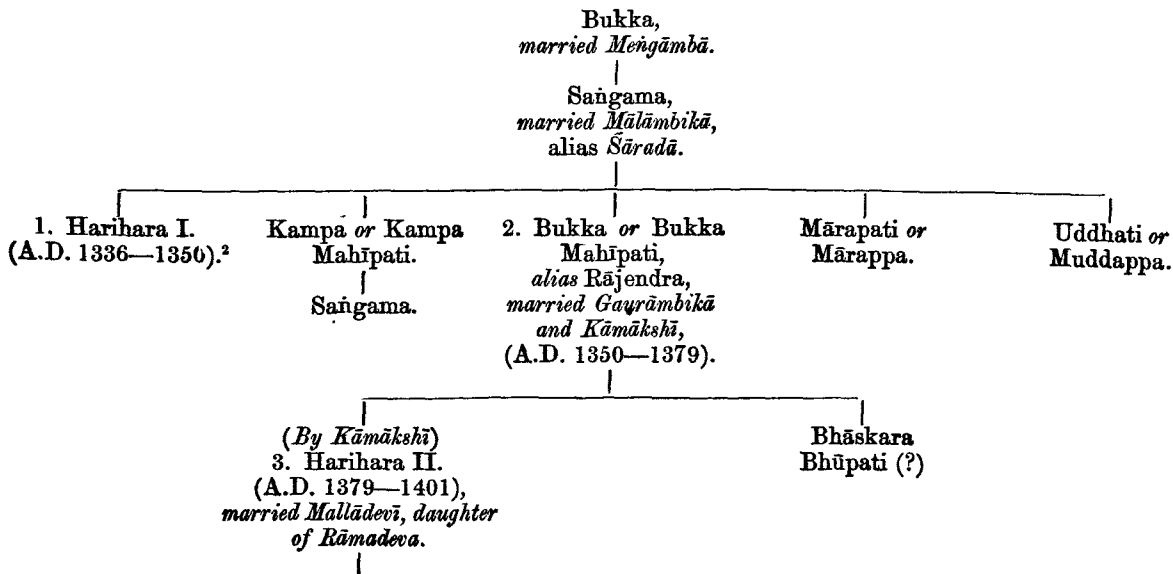 Bukka,
married Meṅgāmbā.
Saṅgama,
married Mālāmbikā,
alias Śāradā.
1. Harihara I.
(A.D. 1336—1350).²
Kampa or Kampa
Mahīpati.
Saṅgama.
2. Bukka or Bukka
Mahīpati,
alias Rājendra,
married Gaurāmbikā
and Kāmākshī,
(A.D. 1350—1379).
Mārapati or
Mārappa.
Uddhati or
Muddappa.
(By Kāmākshī)
3. Harihara II.
(A.D. 1379—1401),
married Mallādevī, daughter
of Rāmadeva.
Bhāskara
Bhūpati (?)